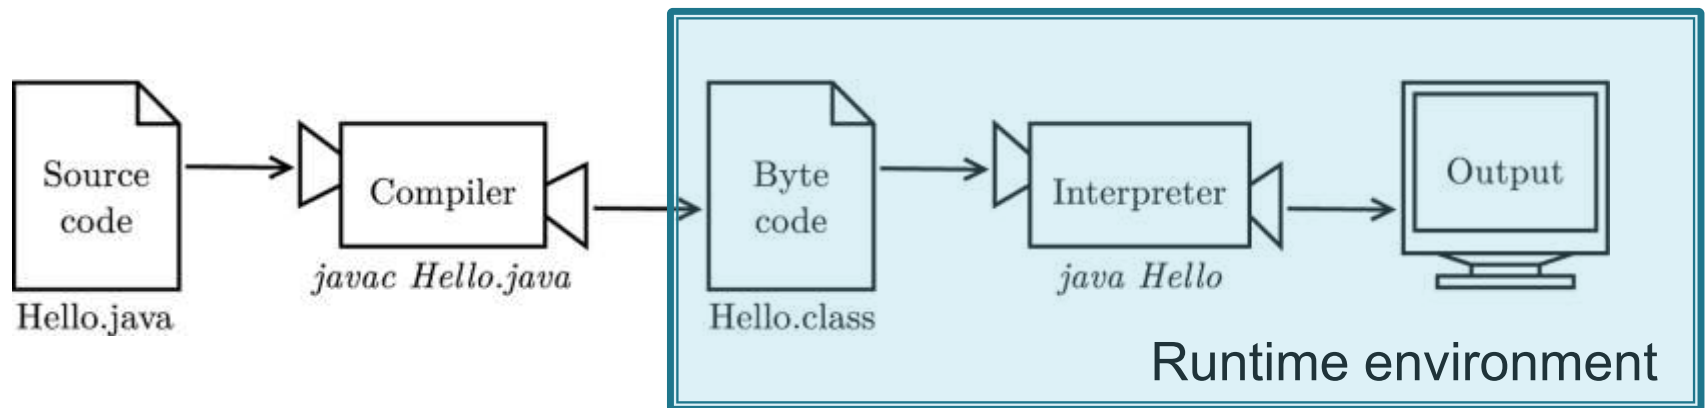 Source
code
Hello.java
Compiler
javac Hello.java
Byte
code
Hello.class
Interpreter
java Hello
Output
Runtime environment